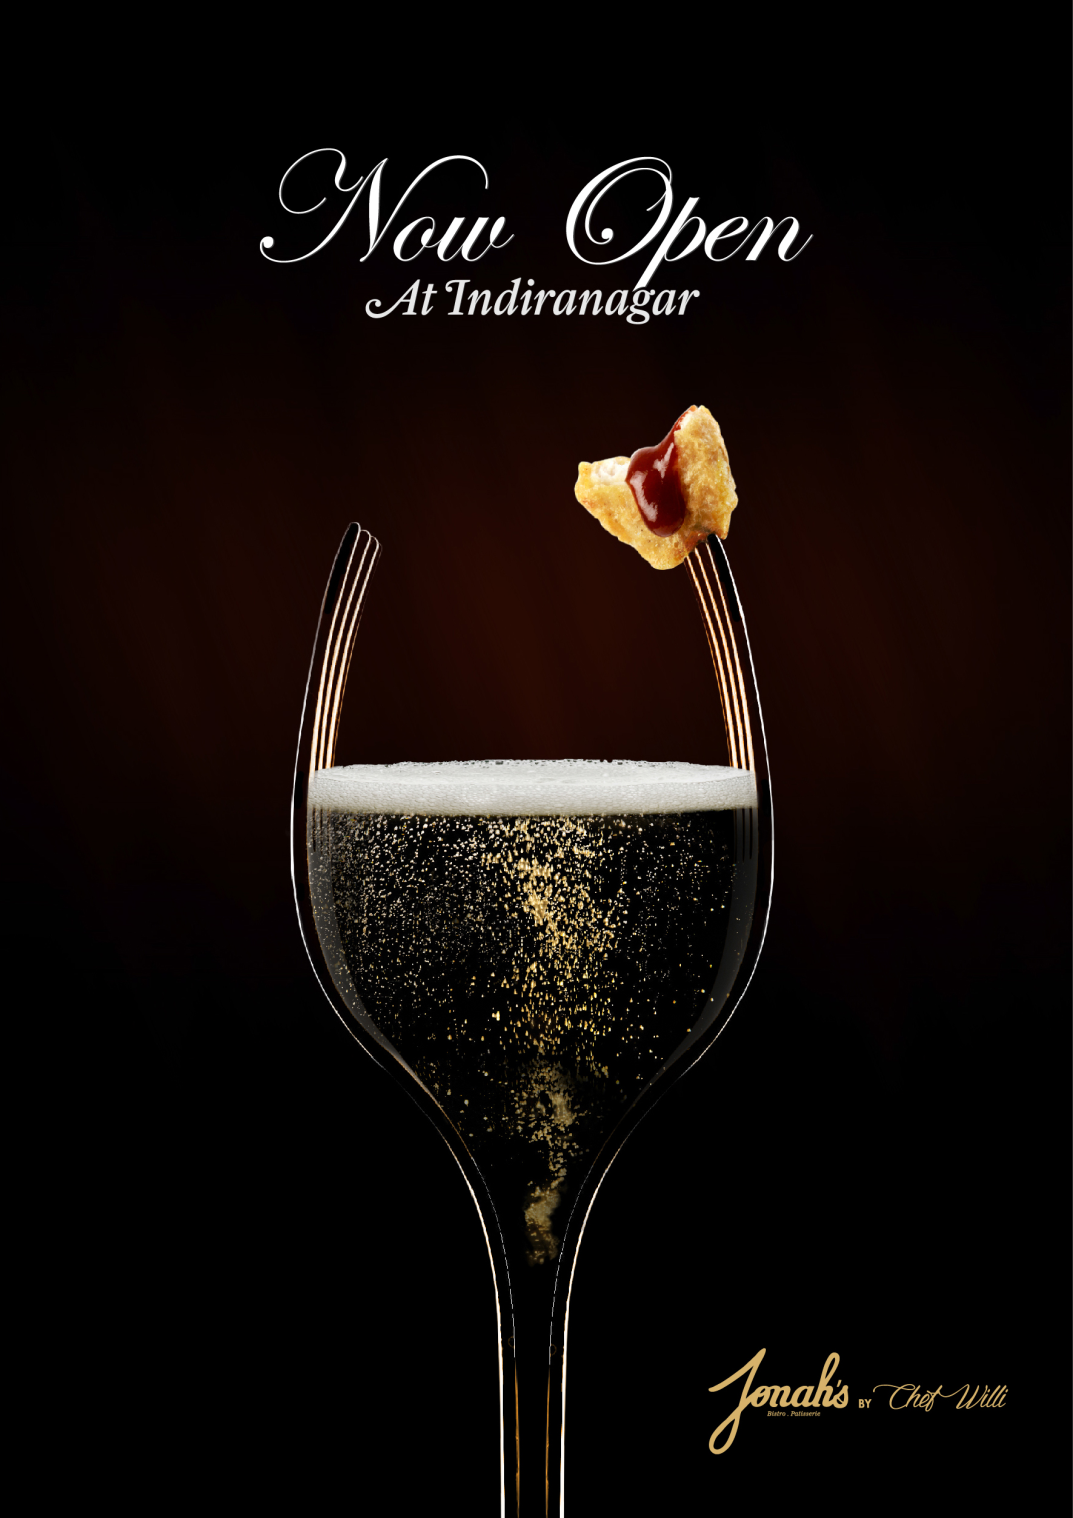 Now Open
At Indiranagar
Jonah's BY Chef Willi
Bistro . Patisserie